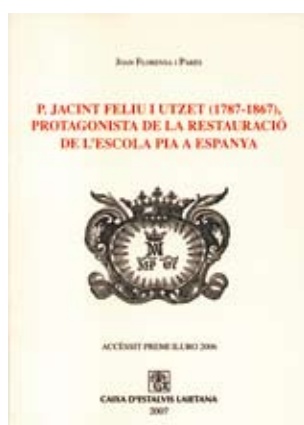 JOAN FLORENSA I PARÉS
P. JACINT FELIU I UTZET (1787-1867),
PROTAGONISTA DE LA RESTAURACIÓ
DE L'ESCOLA PIA A ESPANYA
ACCÈSSIT PREMI ILURO 2006
CAIXA D'ESTALVIS LAIETANA
2007